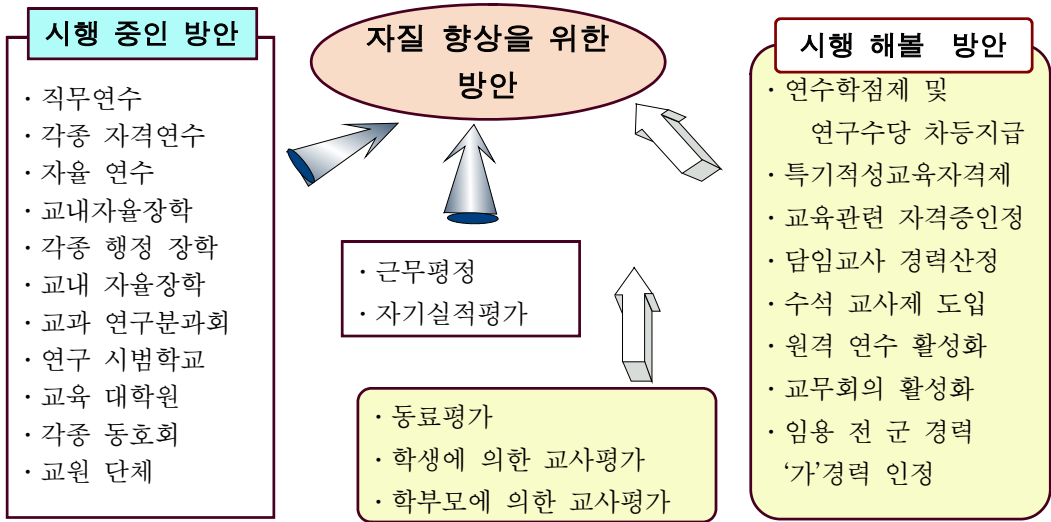 시행 중인 방안
· 직무연수
· 각종 자격연수
· 자율 연수
· 교내자율장학
· 각종 행정 장학
· 교내 자율장학
· 교과 연구분과회
· 연구 시범학교
· 교육 대학원
· 각종 동호회
· 교원 단체
자질 향상을 위한
방안
· 근무평정
· 자기실적평가
· 동료평가
· 학생에 의한 교사평가
· 학부모에 의한 교사평가
시행 해볼 방안
· 연수학점제 및
연구수당 차등지급
· 특기적성교육자격제
· 교육관련 자격증인정
· 담임교사 경력산정
· 수석 교사제 도입
· 원격 연수 활성화
· 교무회의 활성화
· 임용 전 군 경력
‘가’경력 인정